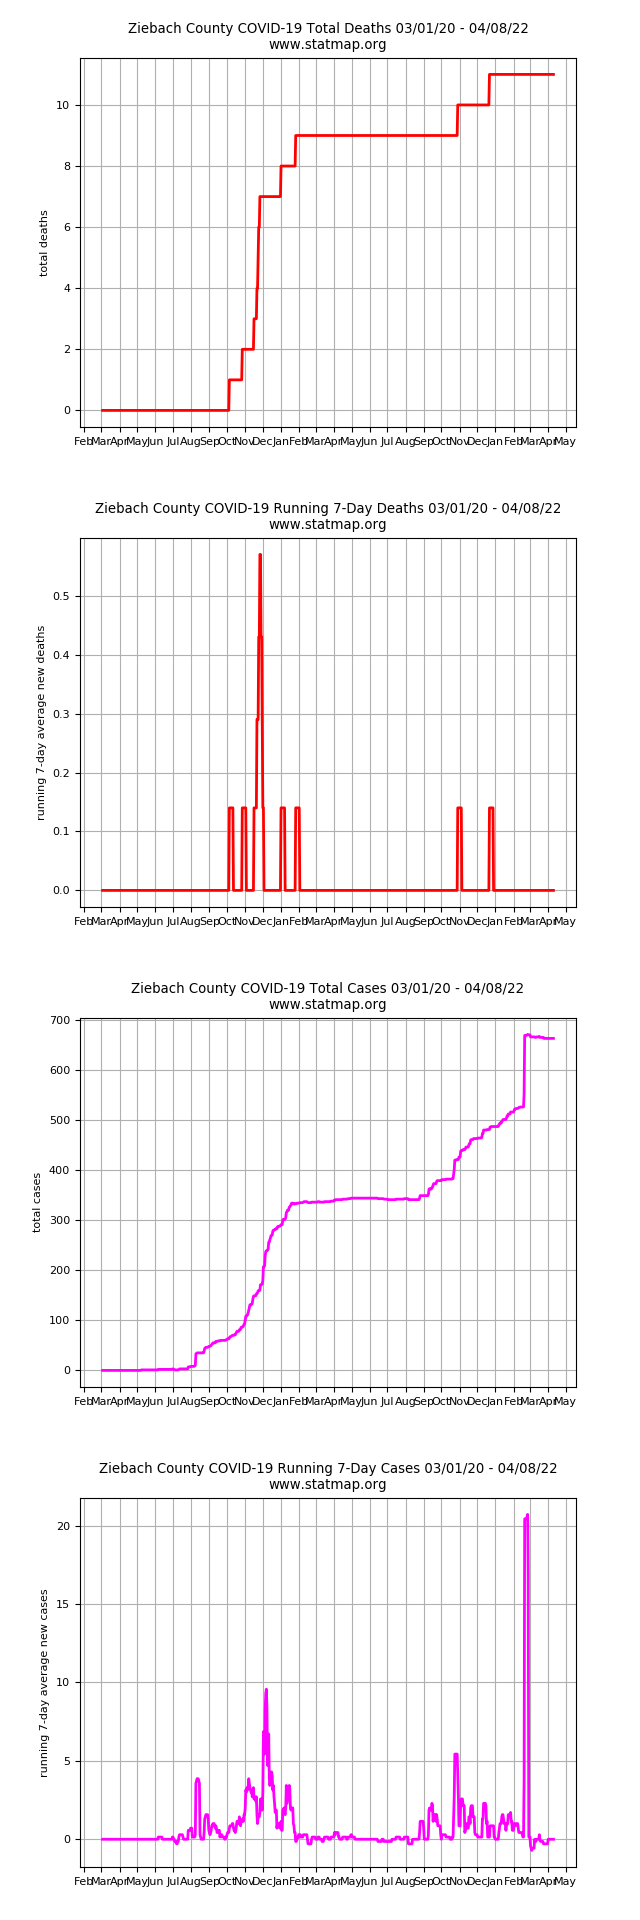 Ziebach County COVID-19 Total Deaths 03/01/20 - 04/08/22
www.statmap.org
10
8
6
4
2
0
total deaths
Feb Mar Apr May Jun Jul Aug Sep Oct Nov Dec Jan Feb Mar Apr May Jun Jul Aug Sep Oct Nov Dec Jan Feb Mar Apr May
Ziebach County COVID-19 Running 7-Day Deaths 03/01/20 - 04/08/22
www.statmap.org
0.5
0.4
0.3
0.2
0.1
0.0
running 7-day average new deaths
Feb Mar Apr May Jun Jul Aug Sep Oct Nov Dec Jan Feb Mar Apr May Jun Jul Aug Sep Oct Nov Dec Jan Feb Mar Apr May
Ziebach County COVID-19 Total Cases 03/01/20 - 04/08/22
www.statmap.org
700
600
500
400
300
200
100
0
total cases
Feb Mar Apr May Jun Jul Aug Sep Oct Nov Dec Jan Feb Mar Apr May Jun Jul Aug Sep Oct Nov Dec Jan Feb Mar Apr May
Ziebach County COVID-19 Running 7-Day Cases 03/01/20 - 04/08/22
www.statmap.org
20
15
10
5
0
running 7-day average new cases
Feb Mar Apr May Jun Jul Aug Sep Oct Nov Dec Jan Feb Mar Apr May Jun Jul Aug Sep Oct Nov Dec Jan Feb Mar Apr May